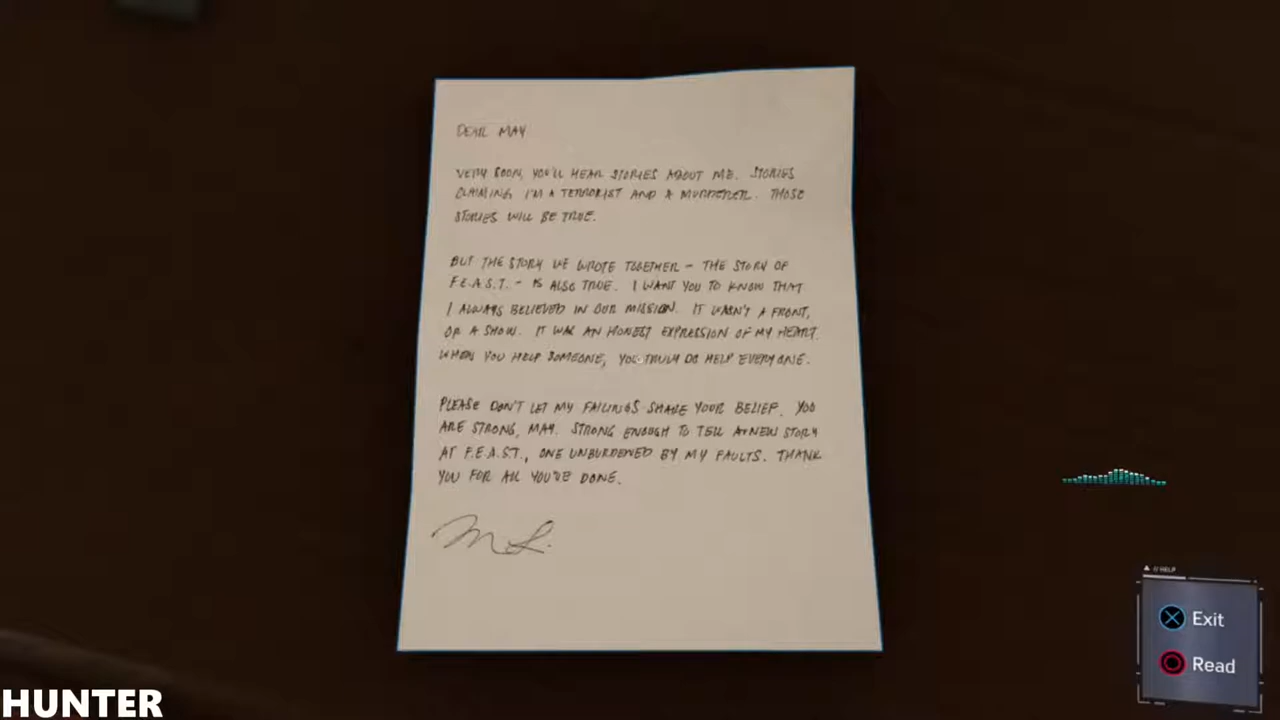 DEAR MAY
VERY SOON, YOU'LL HEAR STORIES ABOUT ME. STORIES
CLAIMING I'M A TERRORIST AND A MURDERER. THOSE
STORIES WILL BE TRUE.
BUT THE STORY WE WROTE TOGETHER - THE STORY OF
F.E.A.S.T. - IS ALSO TRUE. I WANT YOU TO KNOW THAT
I ALWAYS BELIEVED IN OUR MISSION. IT WASN'T A FRONT,
OR A SHOW. IT WAS AN HONEST EXPRESSION OF MY HEART.
WHEN YOU HELP SOMEONE, YOU TRULY DO HELP EVERYONE.
PLEASE DON'T LET MY FAILINGS SHAKE YOUR BELIEF. YOU
ARE STRONG, MAY. STRONG ENOUGH TO TELL A NEW STORY
AT F.E.A.S.T., ONE UNBURDENED BY MY FAULTS. THANK
YOU FOR ALL YOU'VE DONE.
M L.
// HELP
Exit
Read
HUNTER